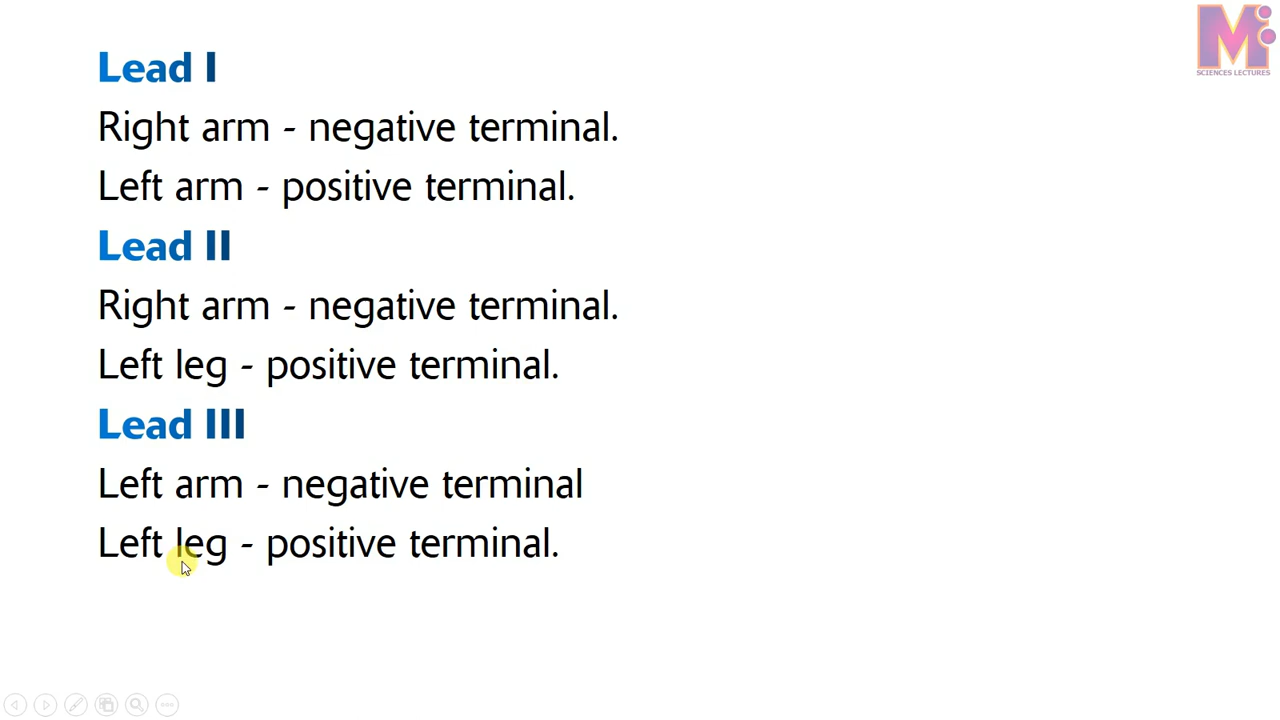 M
SCIENCES LECTURES
Lead I
Right arm - negative terminal.
Left arm - positive terminal.
Lead II
Right arm - negative terminal.
Left leg - positive terminal.
Lead III
Left arm - negative terminal
Left leg - positive terminal.